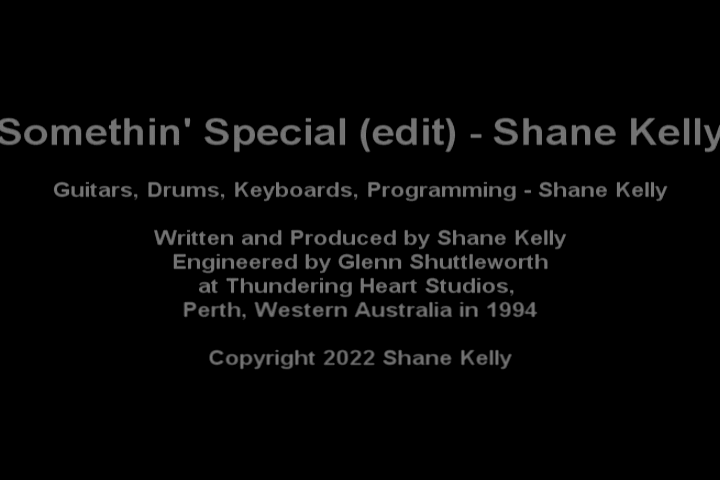 Somethin' Special (edit) - Shane Kelly
Guitars, Drums, Keyboards, Programming - Shane Kelly
Written and Produced by Shane Kelly
Engineered by Glenn Shuttleworth
at Thundering Heart Studios,
Perth, Western Australia in 1994
Copyright 2022 Shane Kelly